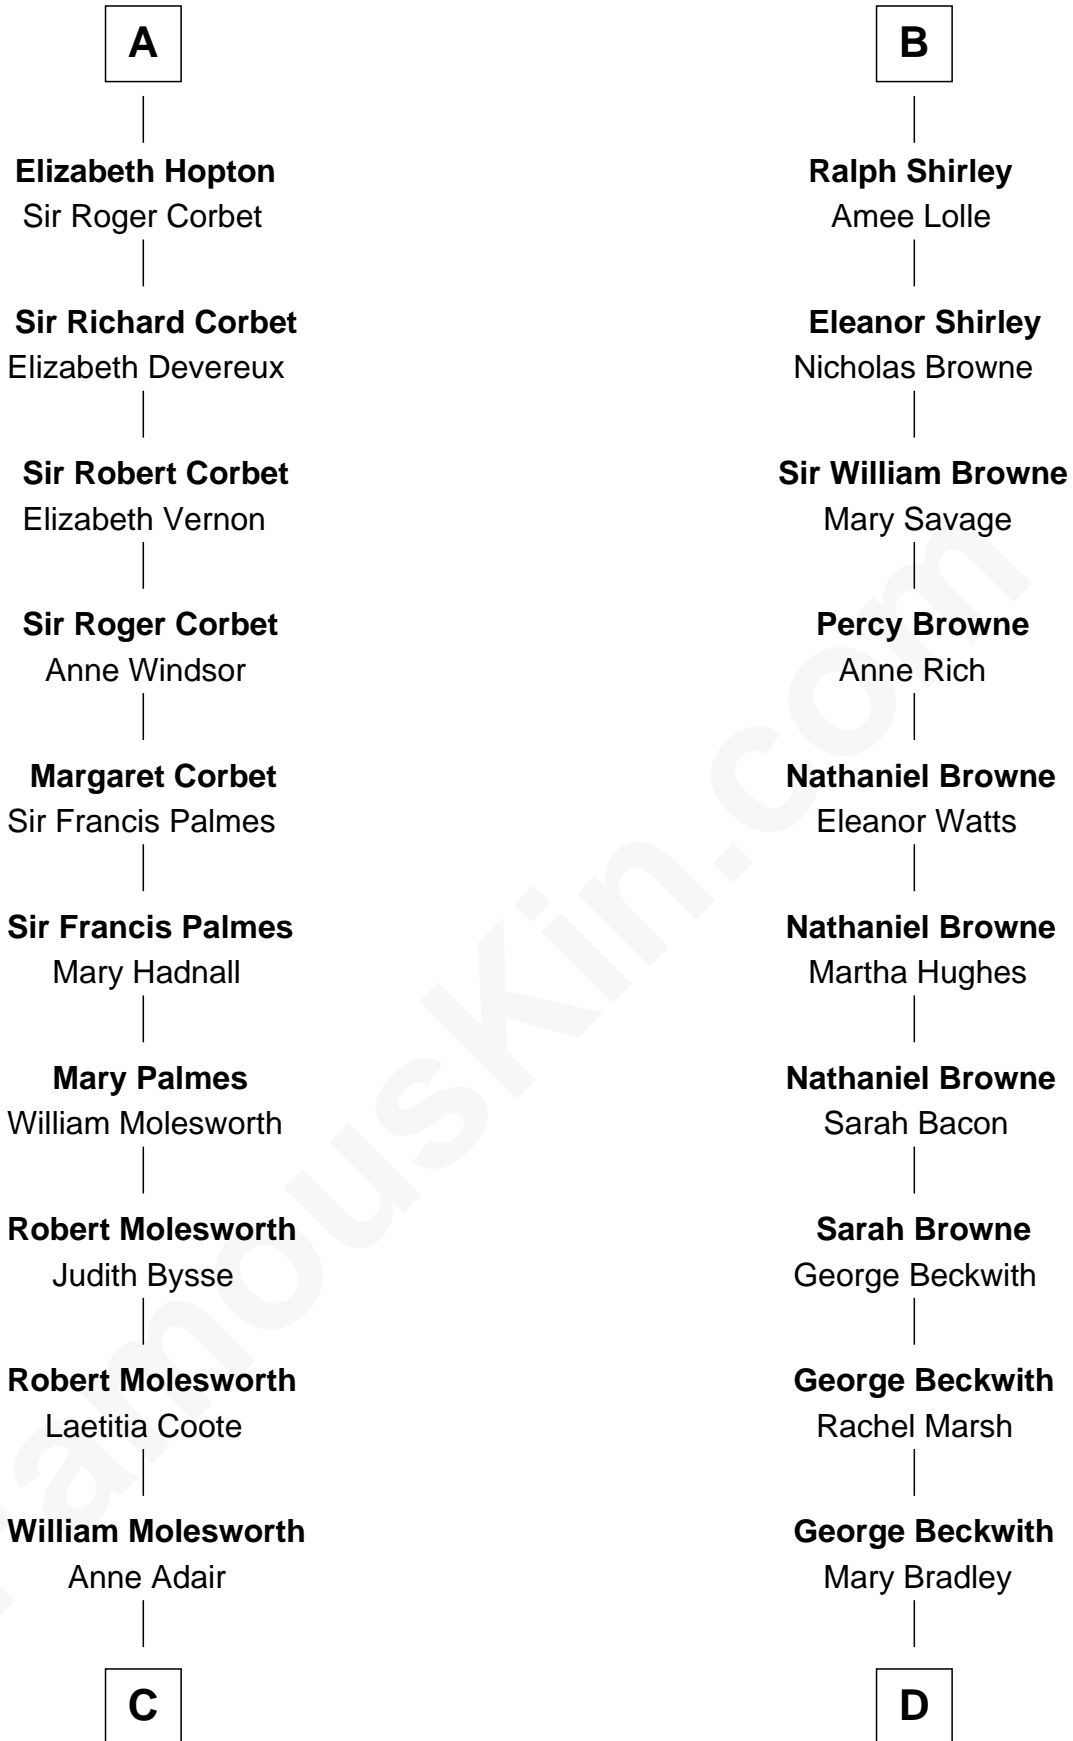 A
Elizabeth Hopton
Sir Roger Corbet
Sir Richard Corbet
Elizabeth Devereux
Sir Robert Corbet
Elizabeth Vernon
Sir Roger Corbet
Anne Windsor
Margaret Corbet
Sir Francis Palmes
Sir Francis Palmes
Mary Hadnall
Mary Palmes
William Molesworth
Robert Molesworth
Judith Bysse
Robert Molesworth
Laetitia Coote
William Molesworth
Anne Adair
C
B
Ralph Shirley
Amee Lolle
Eleanor Shirley
Nicholas Browne
Sir William Browne
Mary Savage
Percy Browne
Anne Rich
Nathaniel Browne
Eleanor Watts
Nathaniel Browne
Martha Hughes
Nathaniel Browne
Sarah Bacon
Sarah Browne
George Beckwith
George Beckwith
Rachel Marsh
George Beckwith
Mary Bradley
D
FamousKin.com